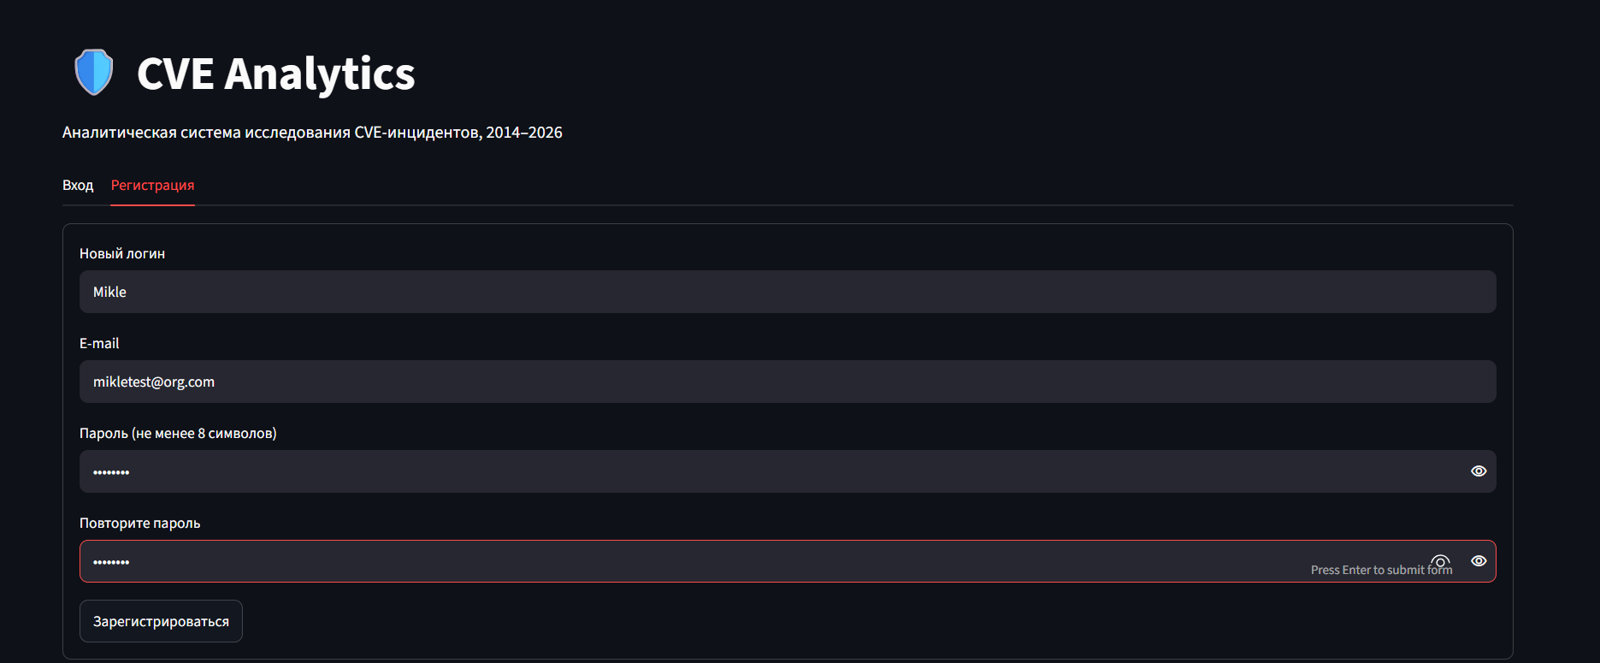 CVE Analytics
Аналитическая система исследования CVE-инцидентов, 2014–2026
Вход Регистрация
Новый логин
Mikle
E-mail
mikletest@org.com
Пароль (не менее 8 символов)
••••••••
Повторите пароль
••••••••
Press Enter to submit form
Зарегистрироваться